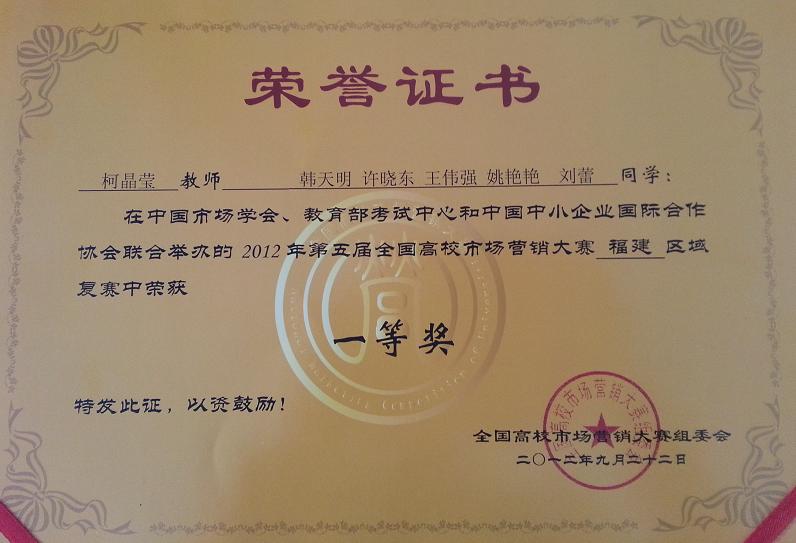 荣誉证书
柯晶莹 教师 韩天明 许晓东 王伟强 姚艳艳 刘蕾 同学：
在中国市场学会、教育部考试中心和中国中小企业国际合作
协会联合举办的 2012 年第五届全国高校市场营销大赛 福建 区域
复赛中荣获
一等奖
特发此证，以资鼓励！
全国高校市场营销大赛组委会
二〇一二年九月二十二日